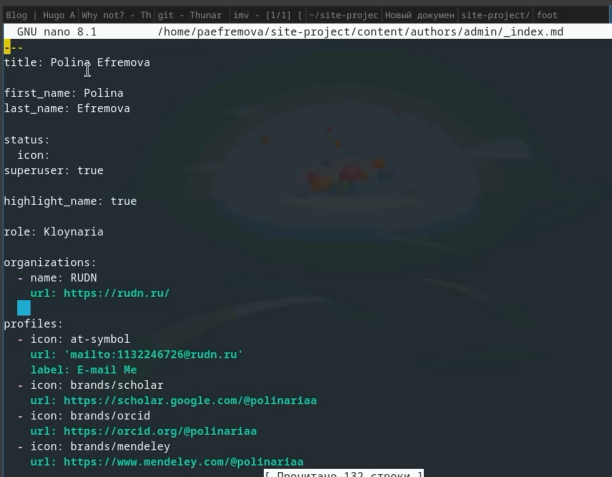 Blog | Hugo A Why not? - Th git - Thunar imv - [1/1] [ ~/site-projec Новый докумен site-project/ foot
GNU nano 8.1 /home/paefremova/site-project/content/authors/admin/_index.md
---
title: Polina Efremova
first_name: Polina
last_name: Efremova
status:
icon:
superuser: true
highlight_name: true
role: Kloynaria
organizations:
- name: RUDN
url: https://rudn.ru/
profiles:
- icon: at-symbol
url: 'mailto:1132246726@rudn.ru'
label: E-mail Me
- icon: brands/scholar
url: https://scholar.google.com/@polinariaa
- icon: brands/orcid
url: https://orcid.org/@polinariaa
- icon: brands/mendeley
url: https://www.mendeley.com/@polinariaa
[ Прочитано 132 строки ]